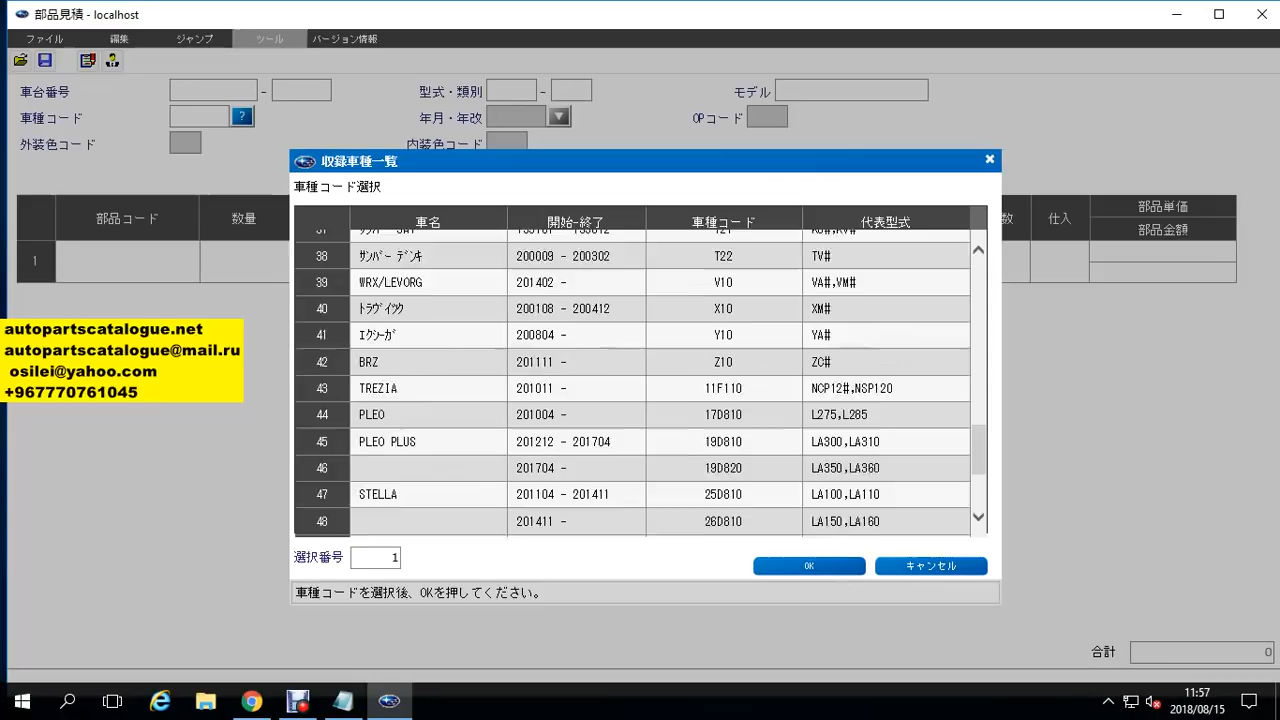 部品見積 - localhost
ファイル 編集 ジャンプ ツール バージョン情報
車台番号 - 型式・類別 - モデル
車種コード ? 年月・年改 OPコード
外装色コード 内装色コード
収録車種一覧
車種コード選択
部品コード 数量 数 仕入 部品単価
部品金額
1
車名 開始-終了 車種コード 代表型式
38 ｻﾝﾊﾞｰ ﾃﾞﾝｷ 200009 - 200302 T22 TV#
39 WRX/LEVORG 201402 - V10 VA#,VM#
40 ﾄﾗｳﾞｲﾂｸ 200108 - 200412 X10 XM#
41 ｴｸｼｰｶﾞ 200804 - Y10 YA#
42 BRZ 201111 - Z10 ZC#
43 TREZIA 201011 - 11F110 NCP12#,NSP120
44 PLEO 201004 - 17D810 L275,L285
45 PLEO PLUS 201212 - 201704 19D810 LA300,LA310
46 201704 - 19D820 LA350,LA360
47 STELLA 201104 - 201411 25D810 LA100,LA110
48 201411 - 26D810 LA150,LA160
選択番号 1
OK キャンセル
車種コードを選択後、OKを押してください。
autopartscatalogue.net
autopartscatalogue@mail.ru
osilei@yahoo.com
+967770761045
合計 0
11:57
2018/08/15